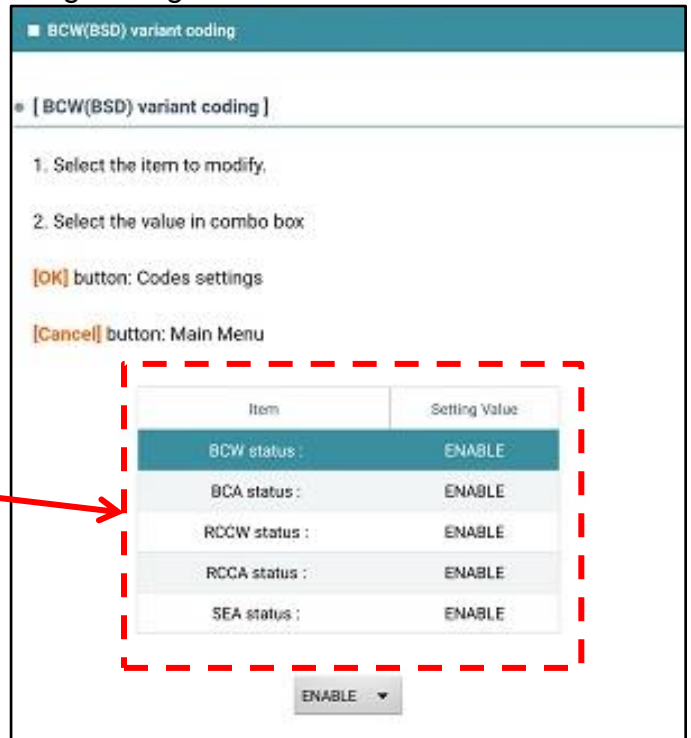 BCW(BSD) variant coding
[ BCW(BSD) variant coding ]
1. Select the item to modify.
2. Select the value in combo box
[OK] button: Codes settings
[Cancel] button: Main Menu
Item Setting Value
BCW status : ENABLE
BCA status : ENABLE
RCCW status : ENABLE
RCCA status : ENABLE
SEA status : ENABLE
ENABLE